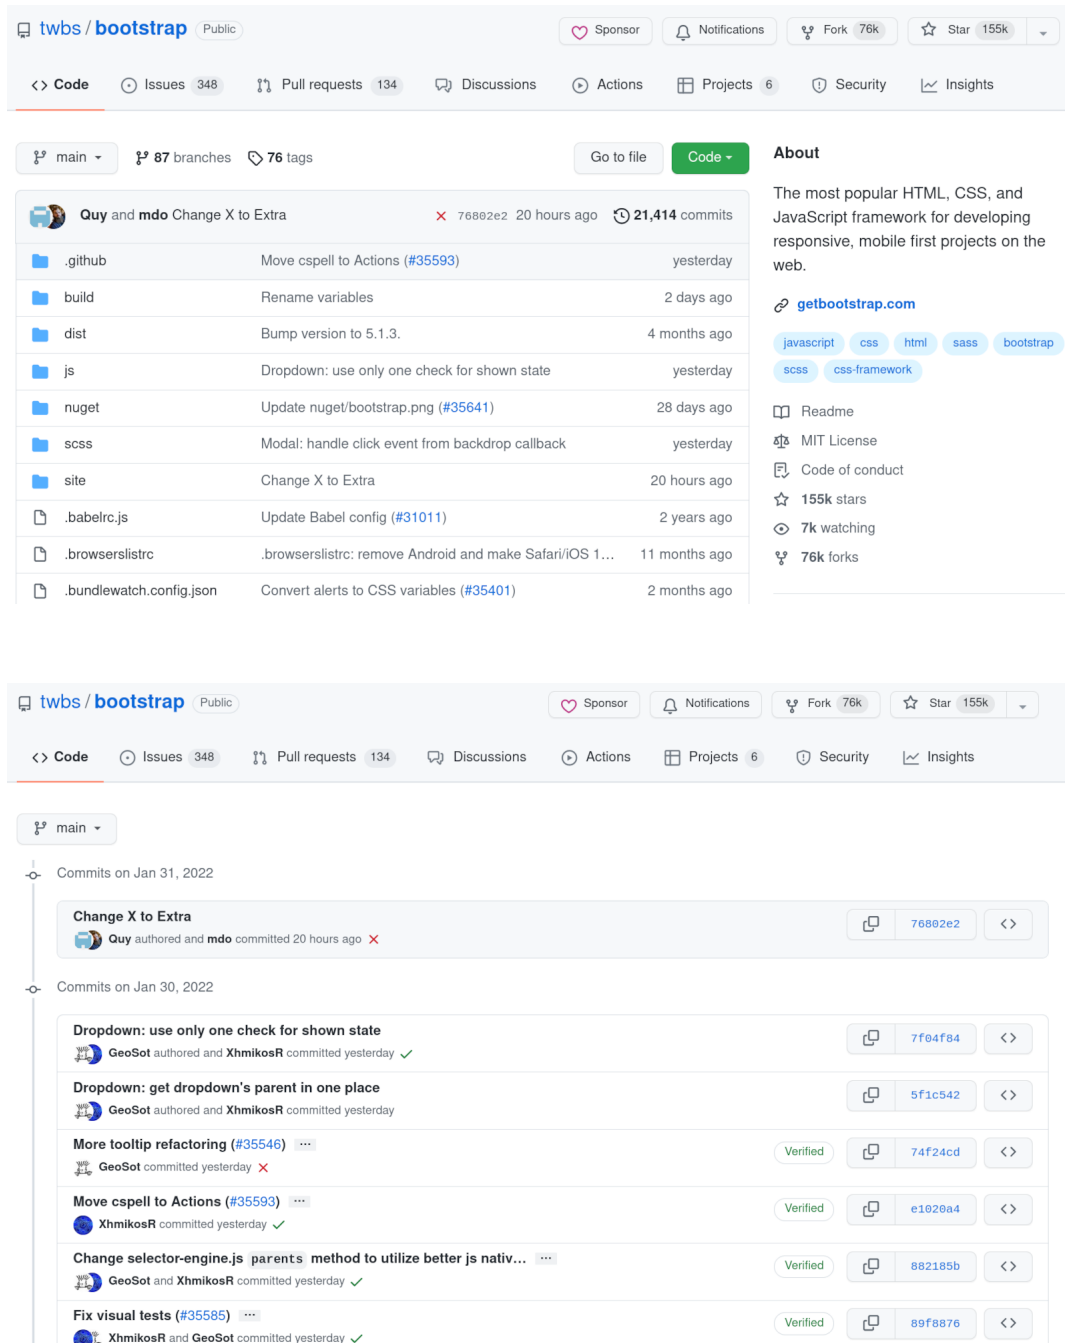 twbs / bootstrap Public Sponsor Notifications Fork 76k Star 155k
Code Issues 348 Pull requests 134 Discussions Actions Projects 6 Security Insights
main 87 branches 76 tags Go to file Code
Quy and mdo Change X to Extra 76802e2 20 hours ago 21,414 commits
.github Move cspell to Actions (#35593) yesterday
build Rename variables 2 days ago
dist Bump version to 5.1.3. 4 months ago
js Dropdown: use only one check for shown state yesterday
nuget Update nuget/bootstrap.png (#35641) 28 days ago
scss Modal: handle click event from backdrop callback yesterday
site Change X to Extra 20 hours ago
.babelrc.js Update Babel config (#31011) 2 years ago
.browserslistrc .browserslistrc: remove Android and make Safari/iOS 1... 11 months ago
.bundlewatch.config.json Convert alerts to CSS variables (#35401) 2 months ago
About
The most popular HTML, CSS, and
JavaScript framework for developing
responsive, mobile first projects on the
web.
getbootstrap.com
javascript css html sass bootstrap
scss css-framework
Readme
MIT License
Code of conduct
155k stars
7k watching
76k forks
twbs / bootstrap Public Sponsor Notifications Fork 76k Star 155k
Code Issues 348 Pull requests 134 Discussions Actions Projects 6 Security Insights
main
Commits on Jan 31, 2022
Change X to Extra
Quy authored and mdo committed 20 hours ago
76802e2
Commits on Jan 30, 2022
Dropdown: use only one check for shown state
GeoSot authored and XhmikosR committed yesterday
7f04f84
Dropdown: get dropdown's parent in one place
GeoSot authored and XhmikosR committed yesterday
5f1c542
More tooltip refactoring (#35546) ...
GeoSot committed yesterday
Verified 74f24cd
Move cspell to Actions (#35593) ...
XhmikosR committed yesterday
Verified e1020a4
Change selector-engine.js parents method to utilize better js nativ... ...
GeoSot and XhmikosR committed yesterday
Verified 882185b
Fix visual tests (#35585) ...
XhmikosR and GeoSot committed yesterday
Verified 89f8876